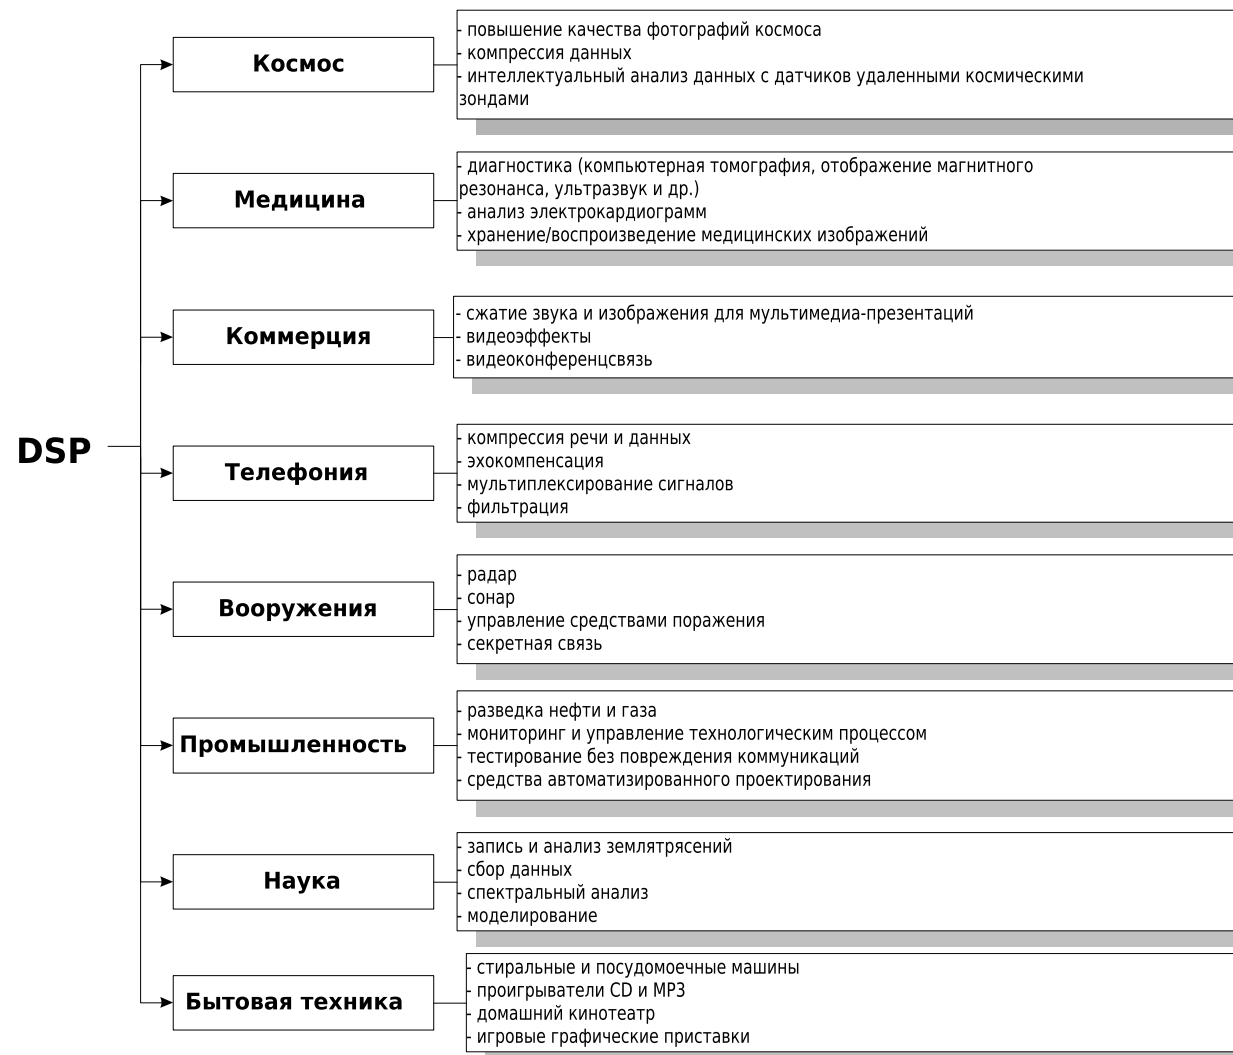 Космос
- повышение качества фотографий космоса
- компрессия данных
- интеллектуальный анализ данных с датчиков удаленными космическими
зондами
Медицина
- диагностика (компьютерная томография, отображение магнитного
резонанса, ультразвук и др.)
- анализ электрокардиограмм
- хранение/воспроизведение медицинских изображений
Коммерция
- сжатие звука и изображения для мультимедиа-презентаций
- видеоэффекты
- видеоконференцсвязь
DSP
Телефония
- компрессия речи и данных
- эхокомпенсация
- мультиплексирование сигналов
- фильтрация
Вооружения
- радар
- сонар
- управление средствами поражения
- секретная связь
Промышленность
- разведка нефти и газа
- мониторинг и управление технологическим процессом
- тестирование без повреждения коммуникаций
- средства автоматизированного проектирования
Наука
- запись и анализ землятрясений
- сбор данных
- спектральный анализ
- моделирование
Бытовая техника
- стиральные и посудомоечные машины
- проигрыватели CD и MP3
- домашний кинотеатр
- игровые графические приставки